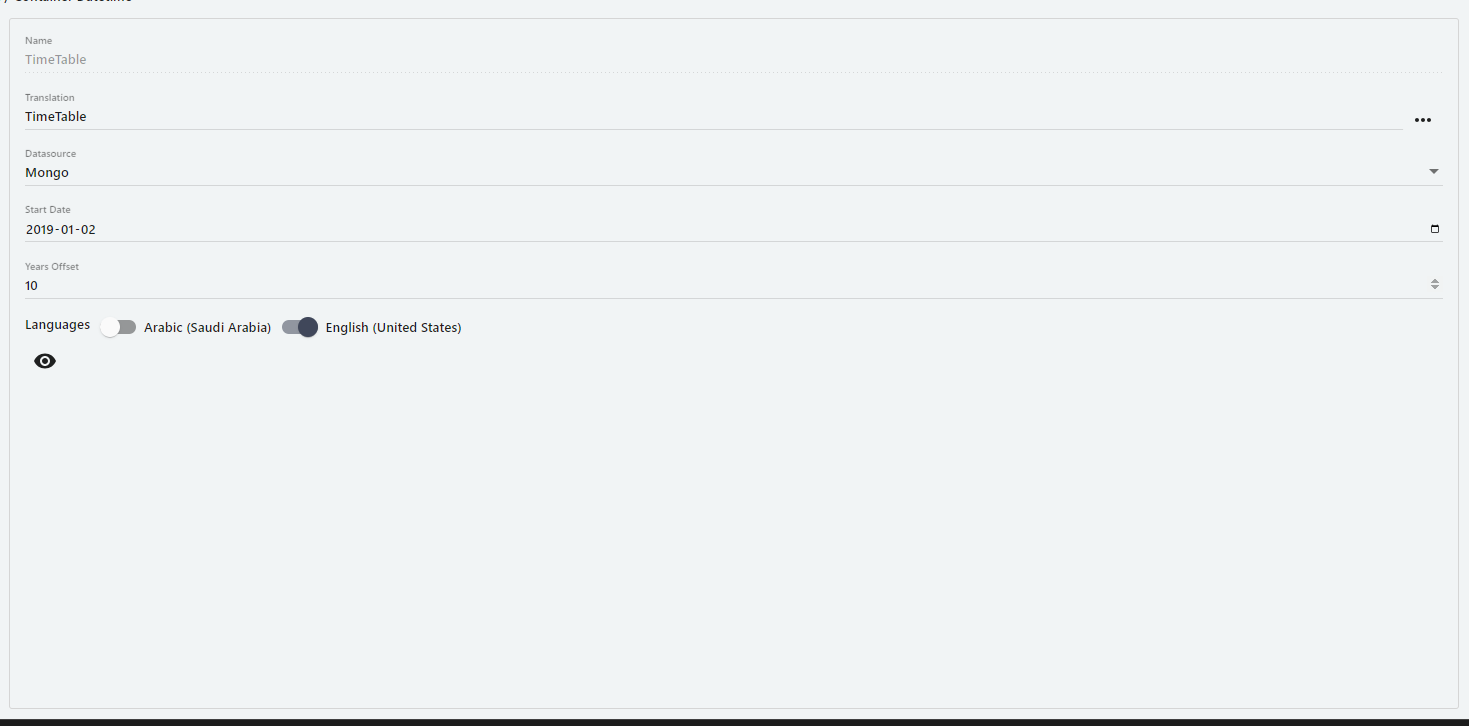 Name
TimeTable
Translation
TimeTable
Datasource
Mongo
Start Date
2019-01-02
Years Offset
10
Languages Arabic (Saudi Arabia) English (United States)